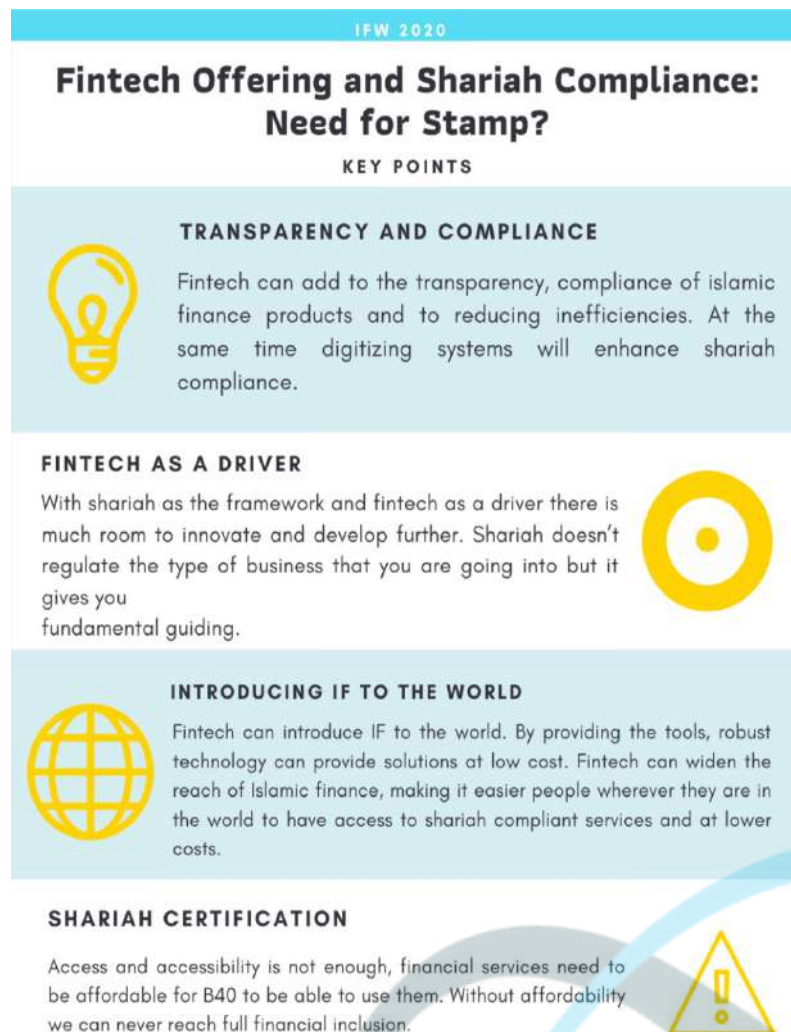 IFW 2020
Fintech Offering and Shariah Compliance:
Need for Stamp?
KEY POINTS
TRANSPARENCY AND COMPLIANCE
Fintech can add to the transparency, compliance of islamic
finance products and to reducing inefficiencies. At the
same time digitizing systems will enhance shariah
compliance.
FINTECH AS A DRIVER
With shariah as the framework and fintech as a driver there is
much room to innovate and develop further. Shariah doesn't
regulate the type of business that you are going into but it
gives you
fundamental guiding.
INTRODUCING IF TO THE WORLD
Fintech can introduce IF to the world. By providing the tools, robust
technology can provide solutions at low cost. Fintech can widen the
reach of Islamic finance, making it easier people wherever they are in
the world to have access to shariah compliant services and at lower
costs.
SHARIAH CERTIFICATION
Access and accessibility is not enough, financial services need to
be affordable for B40 to be able to use them. Without affordability
we can never reach full financial inclusion.